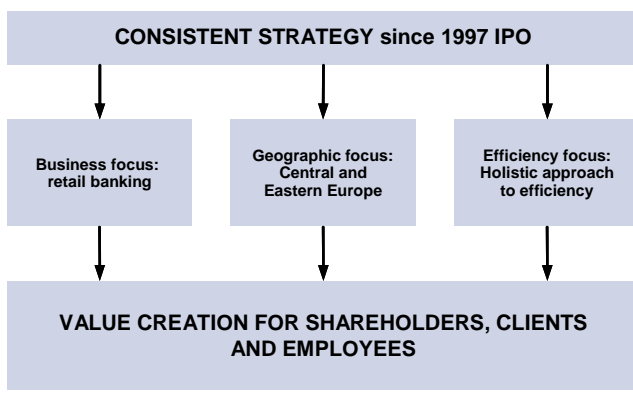 CONSISTENT STRATEGY since 1997 IPO
Business focus:
retail banking
Geographic focus:
Central and
Eastern Europe
Efficiency focus:
Holistic approach
to efficiency
VALUE CREATION FOR SHAREHOLDERS, CLIENTS
AND EMPLOYEES